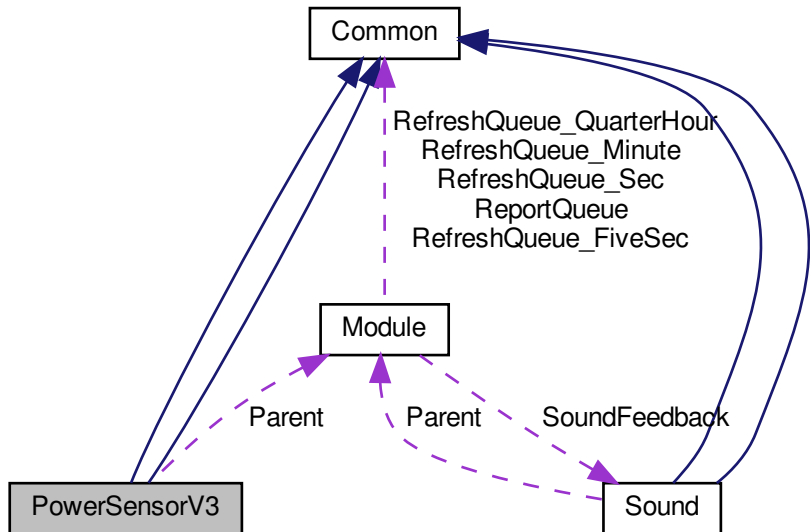 Common
RefreshQueue_QuarterHour
RefreshQueue_Minute
RefreshQueue_Sec
ReportQueue
RefreshQueue_FiveSec
Module
Parent
Parent
SoundFeedback
PowerSensorV3
Sound